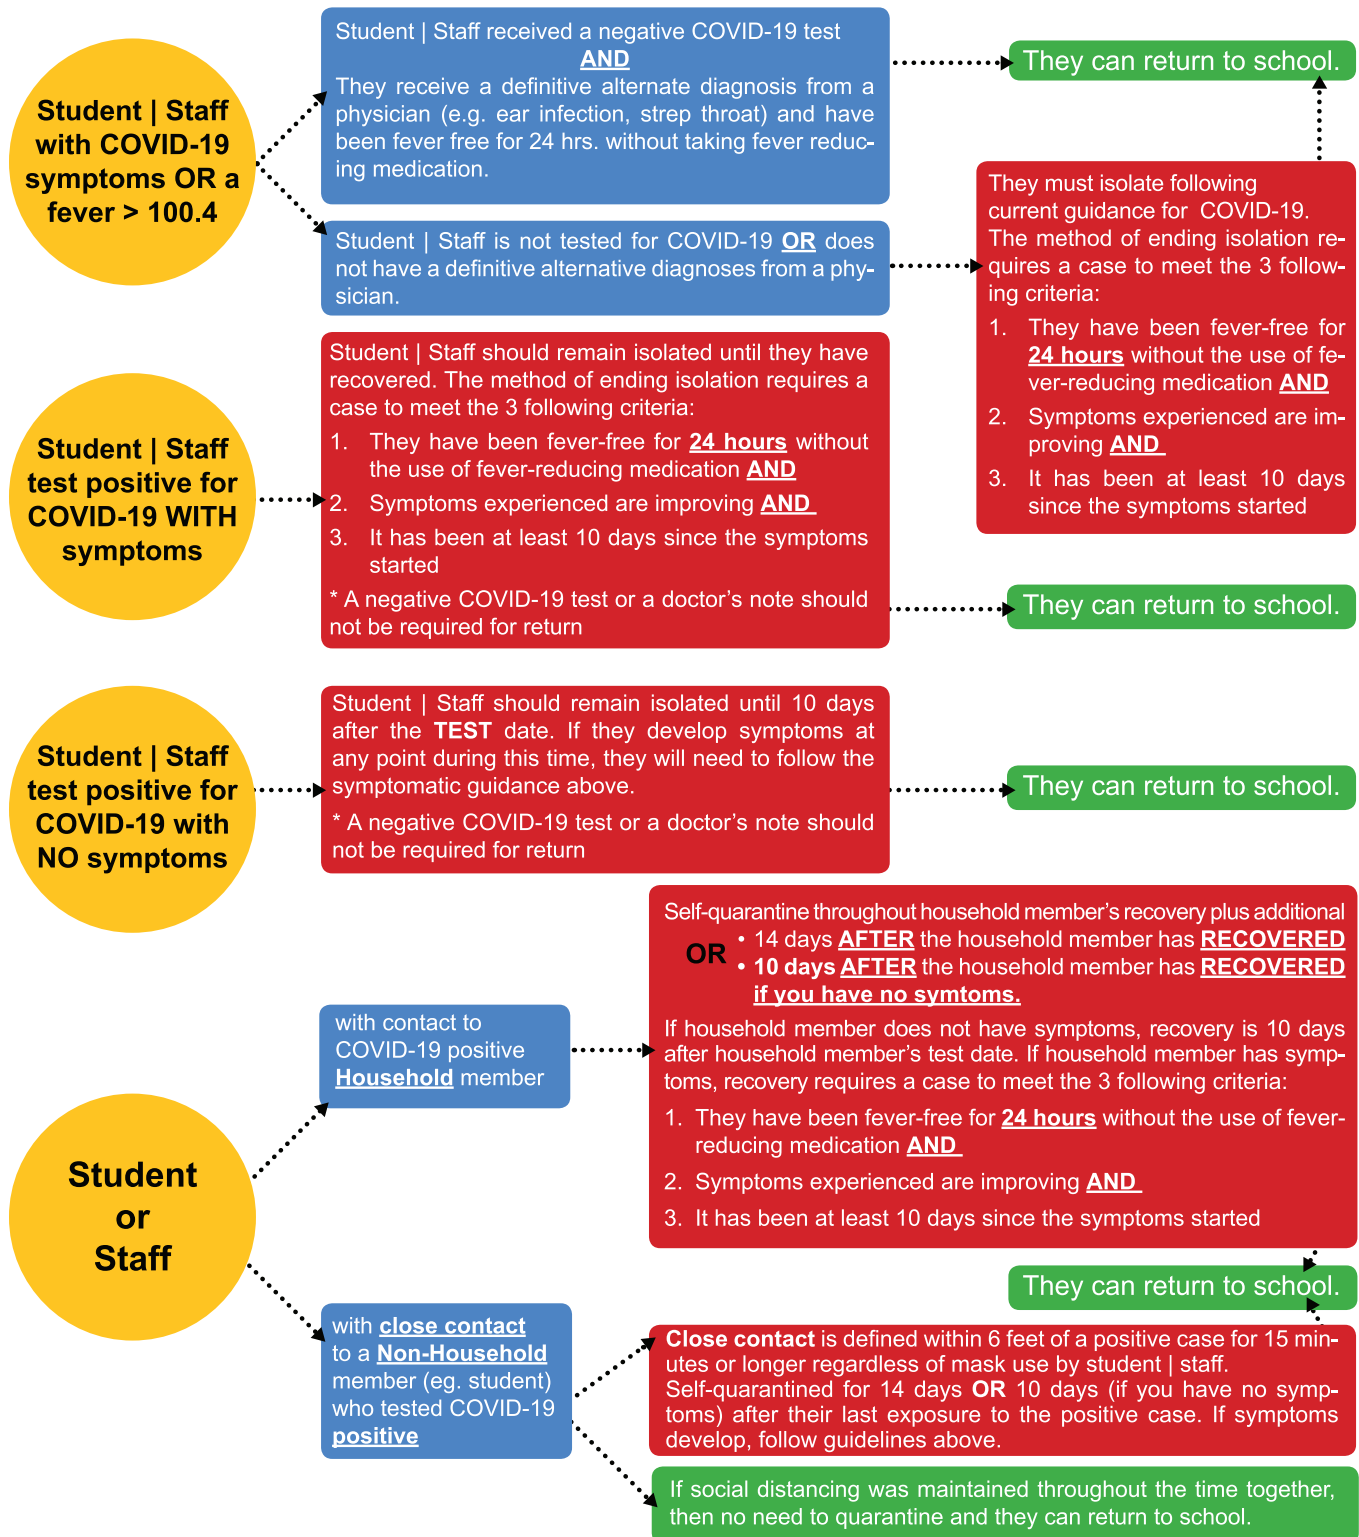 Student | Staff
with COVID-19
symptoms OR a
fever > 100.4
Student | Staff received a negative COVID-19 test
AND
They receive a definitive alternate diagnosis from a
physician (e.g. ear infection, strep throat) and have
been fever free for 24 hrs. without taking fever reduc-
ing medication.
They can return to school.
Student | Staff is not tested for COVID-19 OR does
not have a definitive alternative diagnoses from a phy-
sician.
They must isolate following
current guidance for COVID-19.
The method of ending isolation re-
quires a case to meet the 3 follow-
ing criteria:
1. They have been fever-free for
24 hours without the use of fe-
ver-reducing medication AND
2. Symptoms experienced are im-
proving AND
3. It has been at least 10 days
since the symptoms started
Student | Staff
test positive for
COVID-19 WITH
symptoms
Student | Staff should remain isolated until they have
recovered. The method of ending isolation requires a
case to meet the 3 following criteria:
1. They have been fever-free for 24 hours without
the use of fever-reducing medication AND
2. Symptoms experienced are improving AND
3. It has been at least 10 days since the symptoms
started
* A negative COVID-19 test or a doctor's note should
not be required for return
They can return to school.
Student | Staff
test positive for
COVID-19 with
NO symptoms
Student | Staff should remain isolated until 10 days
after the TEST date. If they develop symptoms at
any point during this time, they will need to follow the
symptomatic guidance above.
* A negative COVID-19 test or a doctor's note should
not be required for return
They can return to school.
Student
or
Staff
with contact to
COVID-19 positive
Household member
Self-quarantine throughout household member's recovery plus additional
OR
• 14 days AFTER the household member has RECOVERED
• 10 days AFTER the household member has RECOVERED
if you have no symtoms.
If household member does not have symptoms, recovery is 10 days
after household member's test date. If household member has symp-
toms, recovery requires a case to meet the 3 following criteria:
1. They have been fever-free for 24 hours without the use of fever-
reducing medication AND
2. Symptoms experienced are improving AND
3. It has been at least 10 days since the symptoms started
They can return to school.
with close contact
to a Non-Household
member (eg. student)
who tested COVID-19
positive
Close contact is defined within 6 feet of a positive case for 15 min-
utes or longer regardless of mask use by student | staff.
Self-quarantined for 14 days OR 10 days (if you have no symp-
toms) after their last exposure to the positive case. If symptoms
develop, follow guidelines above.
If social distancing was maintained throughout the time together,
then no need to quarantine and they can return to school.